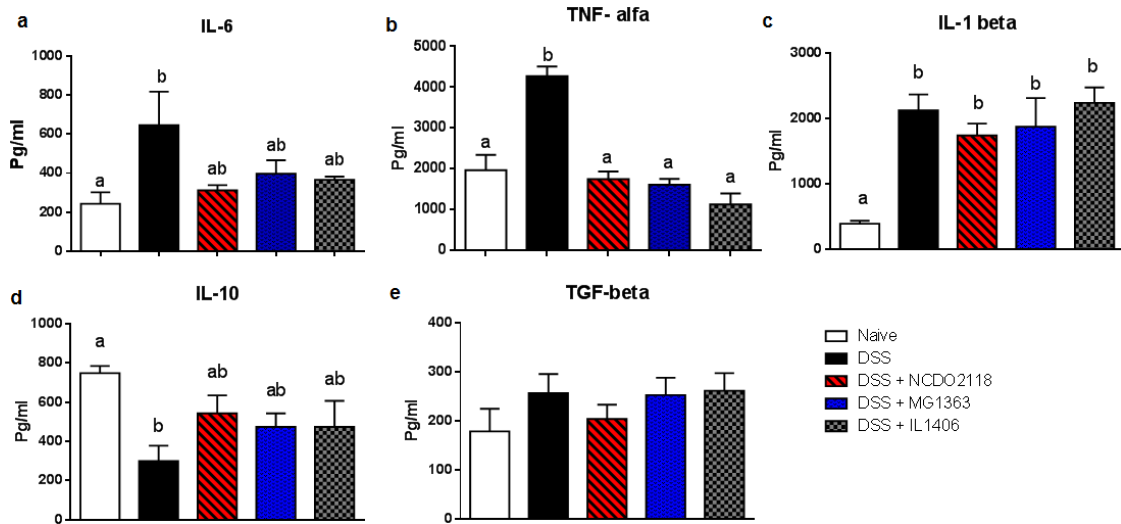 a
IL-6
Pg/ml
1000
800
600
400
200
0
a
b
ab
ab
ab
b
TNF- alfa
Pg/ml
5000
4000
3000
2000
1000
0
a
b
a
a
a
c
IL-1 beta
Pg/ml
3000
2000
1000
0
a
b
b
b
b
d
IL-10
Pg/ml
1000
800
600
400
200
0
a
b
ab
ab
ab
e
TGF-beta
Pg/ml
400
300
200
100
0
Naive
DSS
DSS + NCDO2118
DSS + MG1363
DSS + IL1406